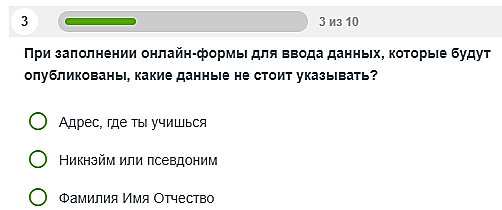 3
3 из 10
При заполнении онлайн-формы для ввода данных, которые будут
опубликованы, какие данные не стоит указывать?
Адрес, где ты учишься
Никнэйм или псевдоним
Фамилия Имя Отчество